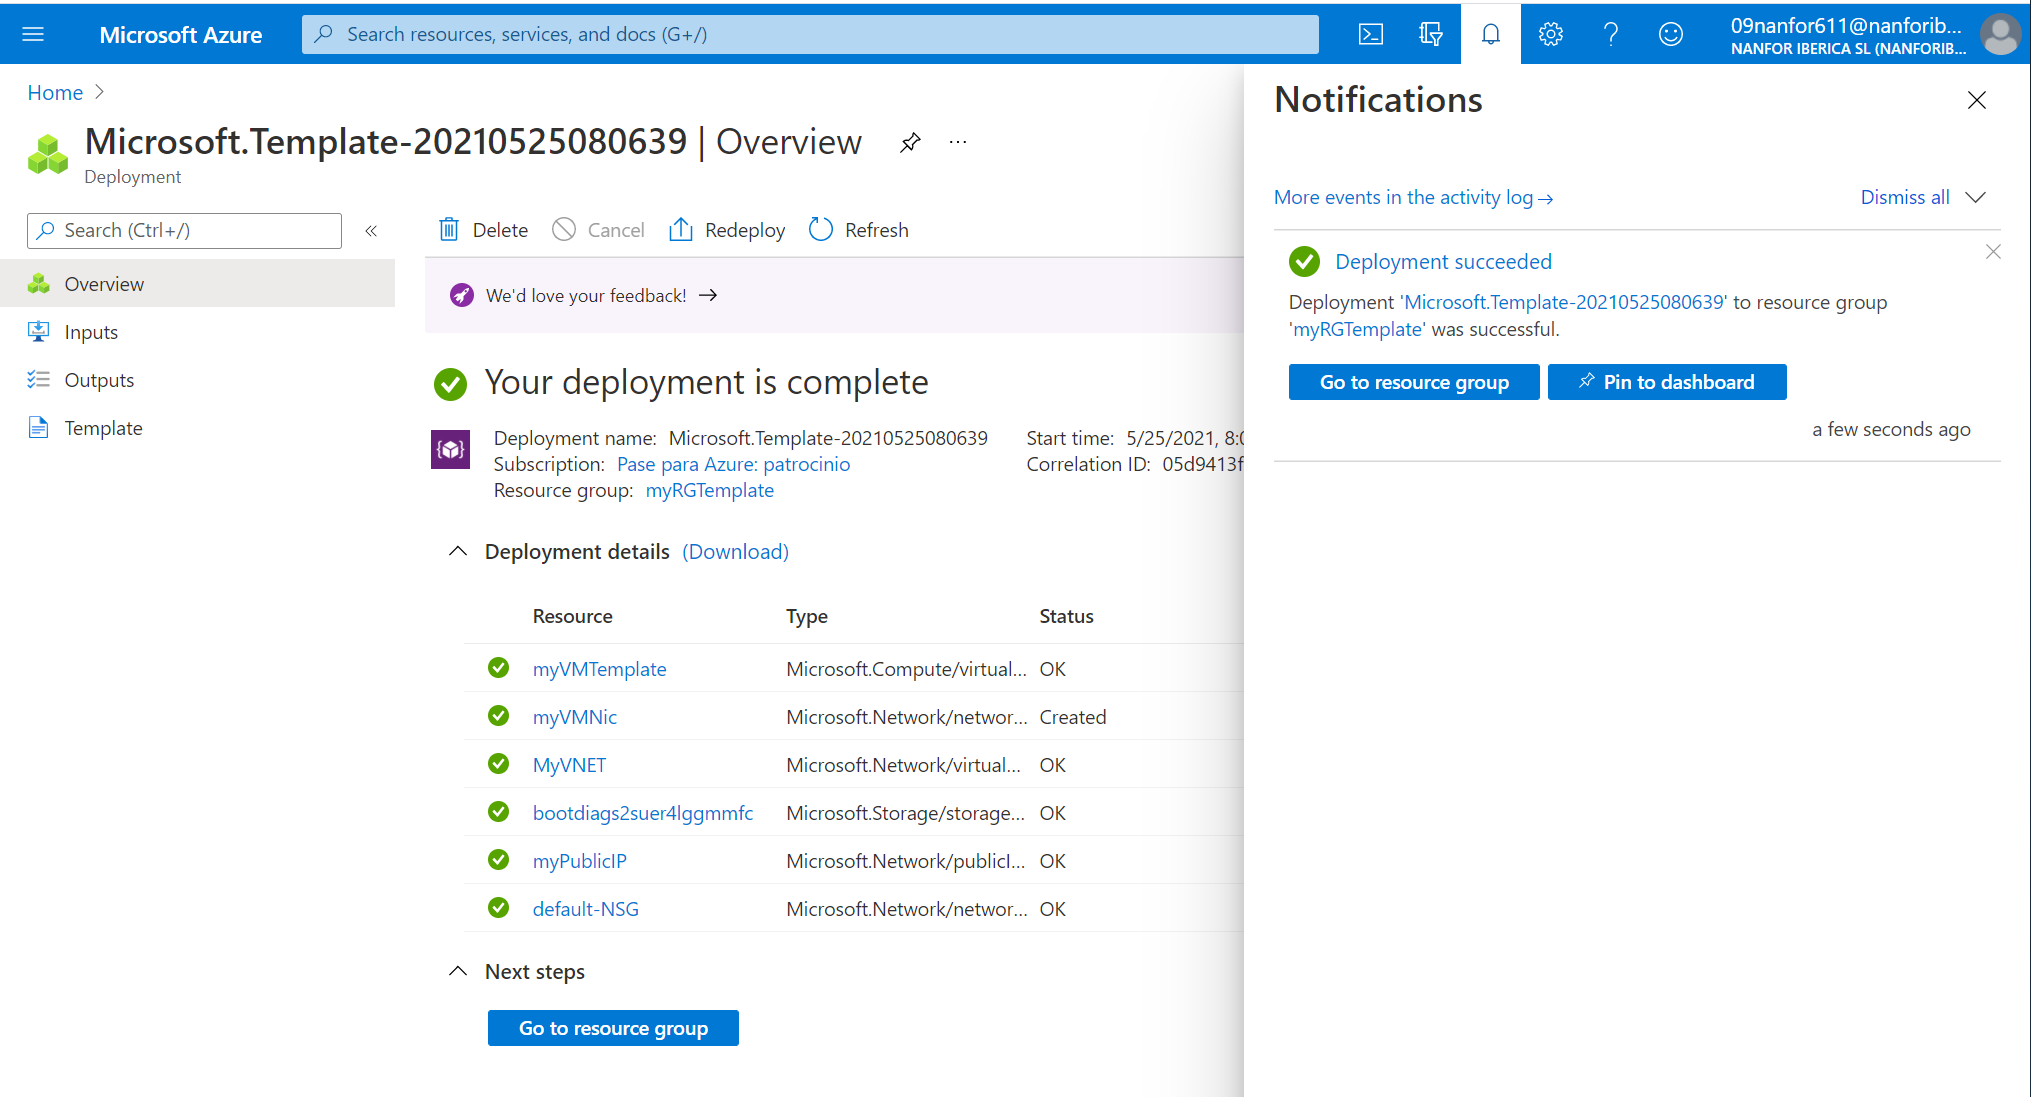 Microsoft Azure
Search resources, services, and docs (G+/)
09nanfor611@nanforib...
NANFOR IBERICA SL (NANFORIB...
Home
Microsoft.Template-20210525080639 | Overview
Deployment
Search (Ctrl+/)
Overview
Inputs
Outputs
Template
Delete
Cancel
Redeploy
Refresh
We'd love your feedback! →
Your deployment is complete
Deployment name: Microsoft.Template-20210525080639
Subscription: Pase para Azure: patrocinio
Resource group: myRGTemplate
Start time: 5/25/2021, 8:0
Correlation ID: 05d9413f
Deployment details (Download)
Resource Type Status
myVMTemplate Microsoft.Compute/virtual... OK
myVMNic Microsoft.Network/networ... Created
MyVNET Microsoft.Network/virtual... OK
bootdiags2suer4lggmmfc Microsoft.Storage/storage... OK
myPublicIP Microsoft.Network/publicI... OK
default-NSG Microsoft.Network/networ... OK
Next steps
Go to resource group
Notifications
More events in the activity log →
Dismiss all
Deployment succeeded
Deployment 'Microsoft.Template-20210525080639' to resource group
'myRGTemplate' was successful.
Go to resource group
Pin to dashboard
a few seconds ago